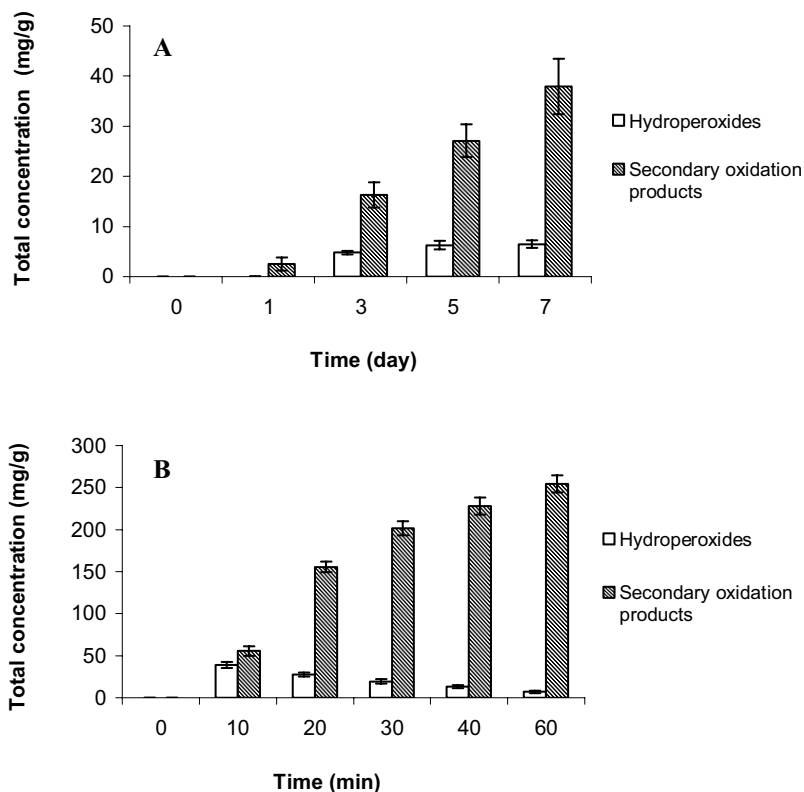 A
Total concentration (mg/g)
50
40
30
20
10
0
0 1 3 5 7
Time (day)
Hydroperoxides
Secondary oxidation
products
B
Total concentration (mg/g)
300
250
200
150
100
50
0
0 10 20 30 40 60
Time (min)
Hydroperoxides
Secondary oxidation
products